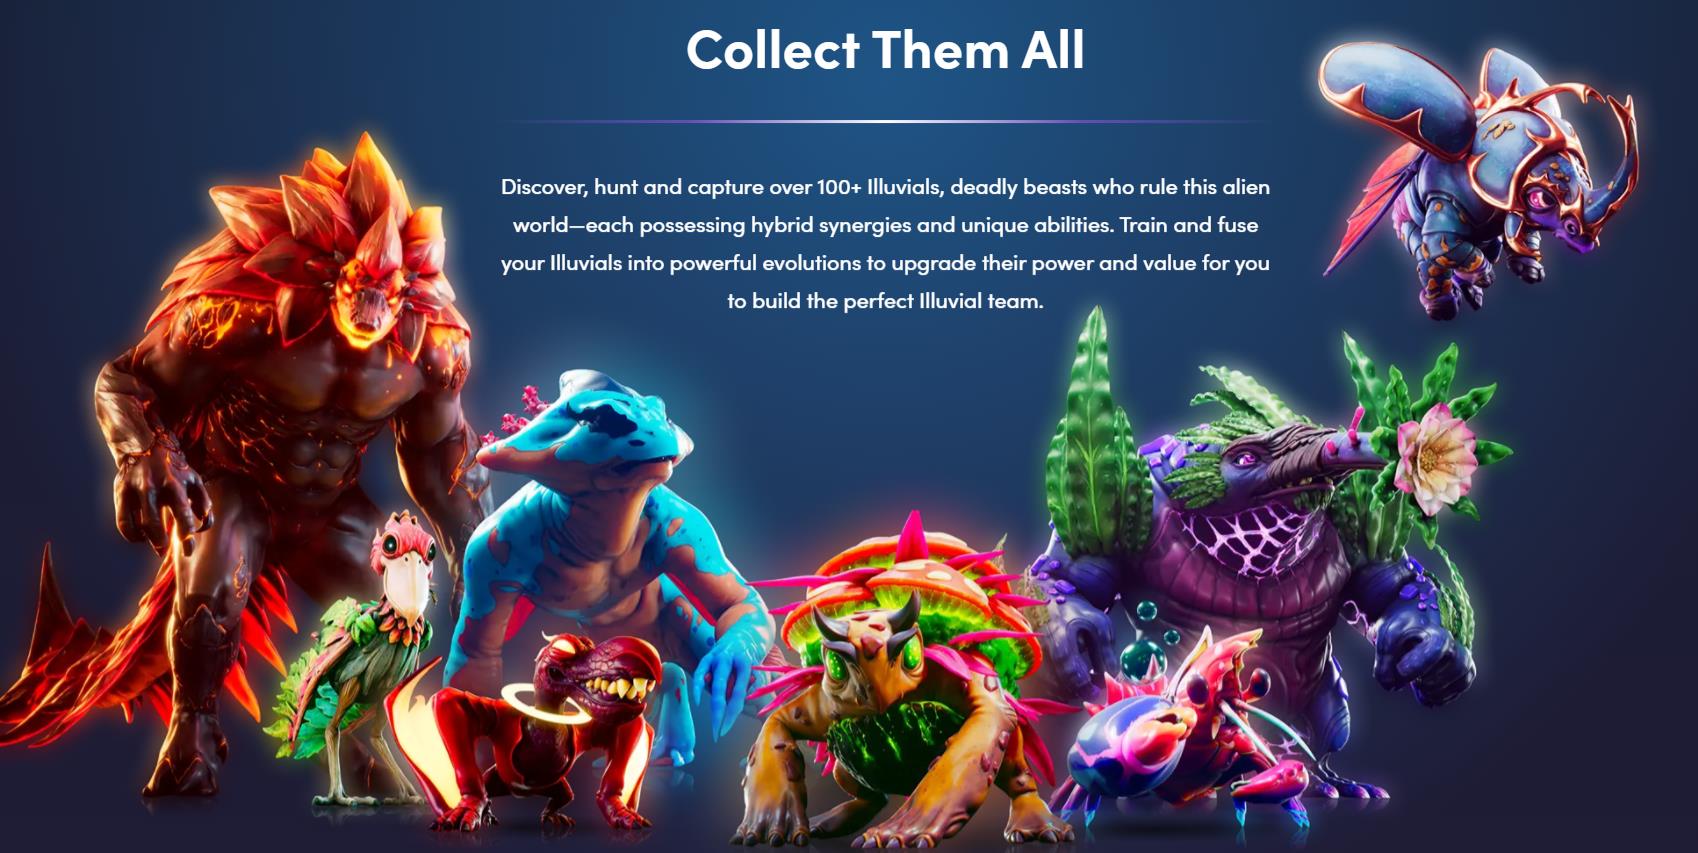 Collect Them All
Discover, hunt and capture over 100+ Illuvials, deadly beasts who rule this alien
world—each possessing hybrid synergies and unique abilities. Train and fuse
your Illuvials into powerful evolutions to upgrade their power and value for you
to build the perfect Illuvial team.